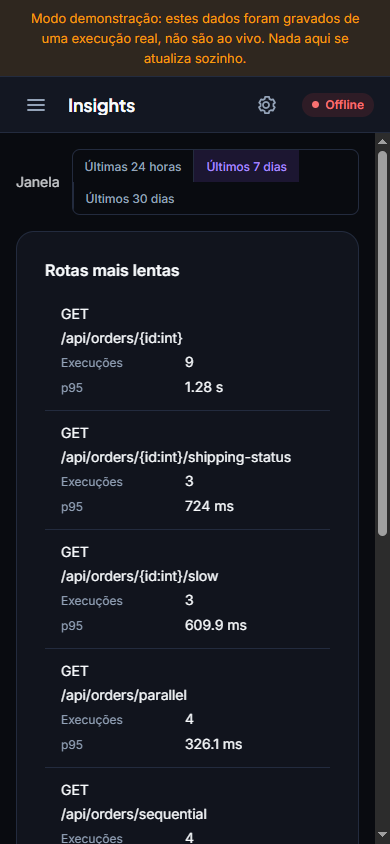 Modo demonstração: estes dados foram gravados de
uma execução real, não são ao vivo. Nada aqui se
atualiza sozinho.
Insights
Offline
Janela
Últimas 24 horas
Últimos 7 dias
Últimos 30 dias
Rotas mais lentas
GET
/api/orders/{id:int}
Execuções 9
p95 1.28 s
GET
/api/orders/{id:int}/shipping-status
Execuções 3
p95 724 ms
GET
/api/orders/{id:int}/slow
Execuções 3
p95 609.9 ms
GET
/api/orders/parallel
Execuções 4
p95 326.1 ms
GET
/api/orders/sequential
Execuções 4